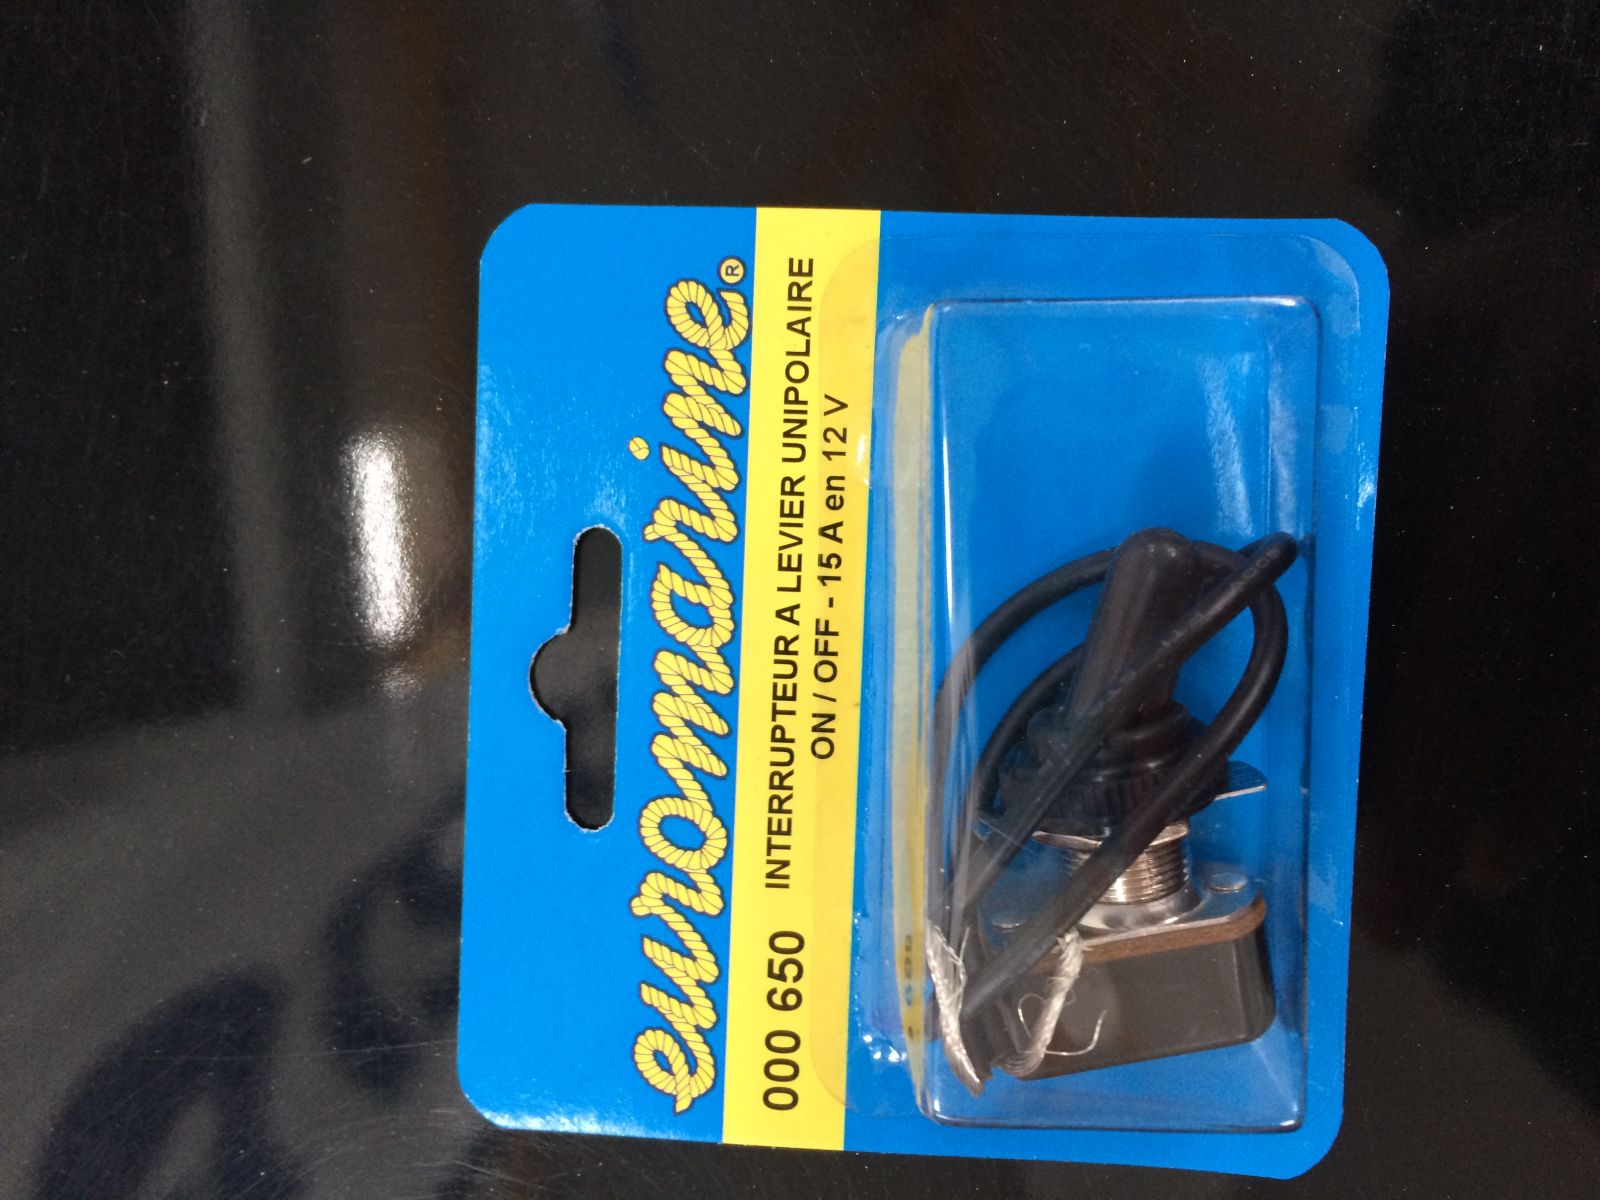 euromarine®
000 650 INTERRUPTEUR A LEVIER UNIPOLAIRE
ON / OFF - 15 A en 12 V